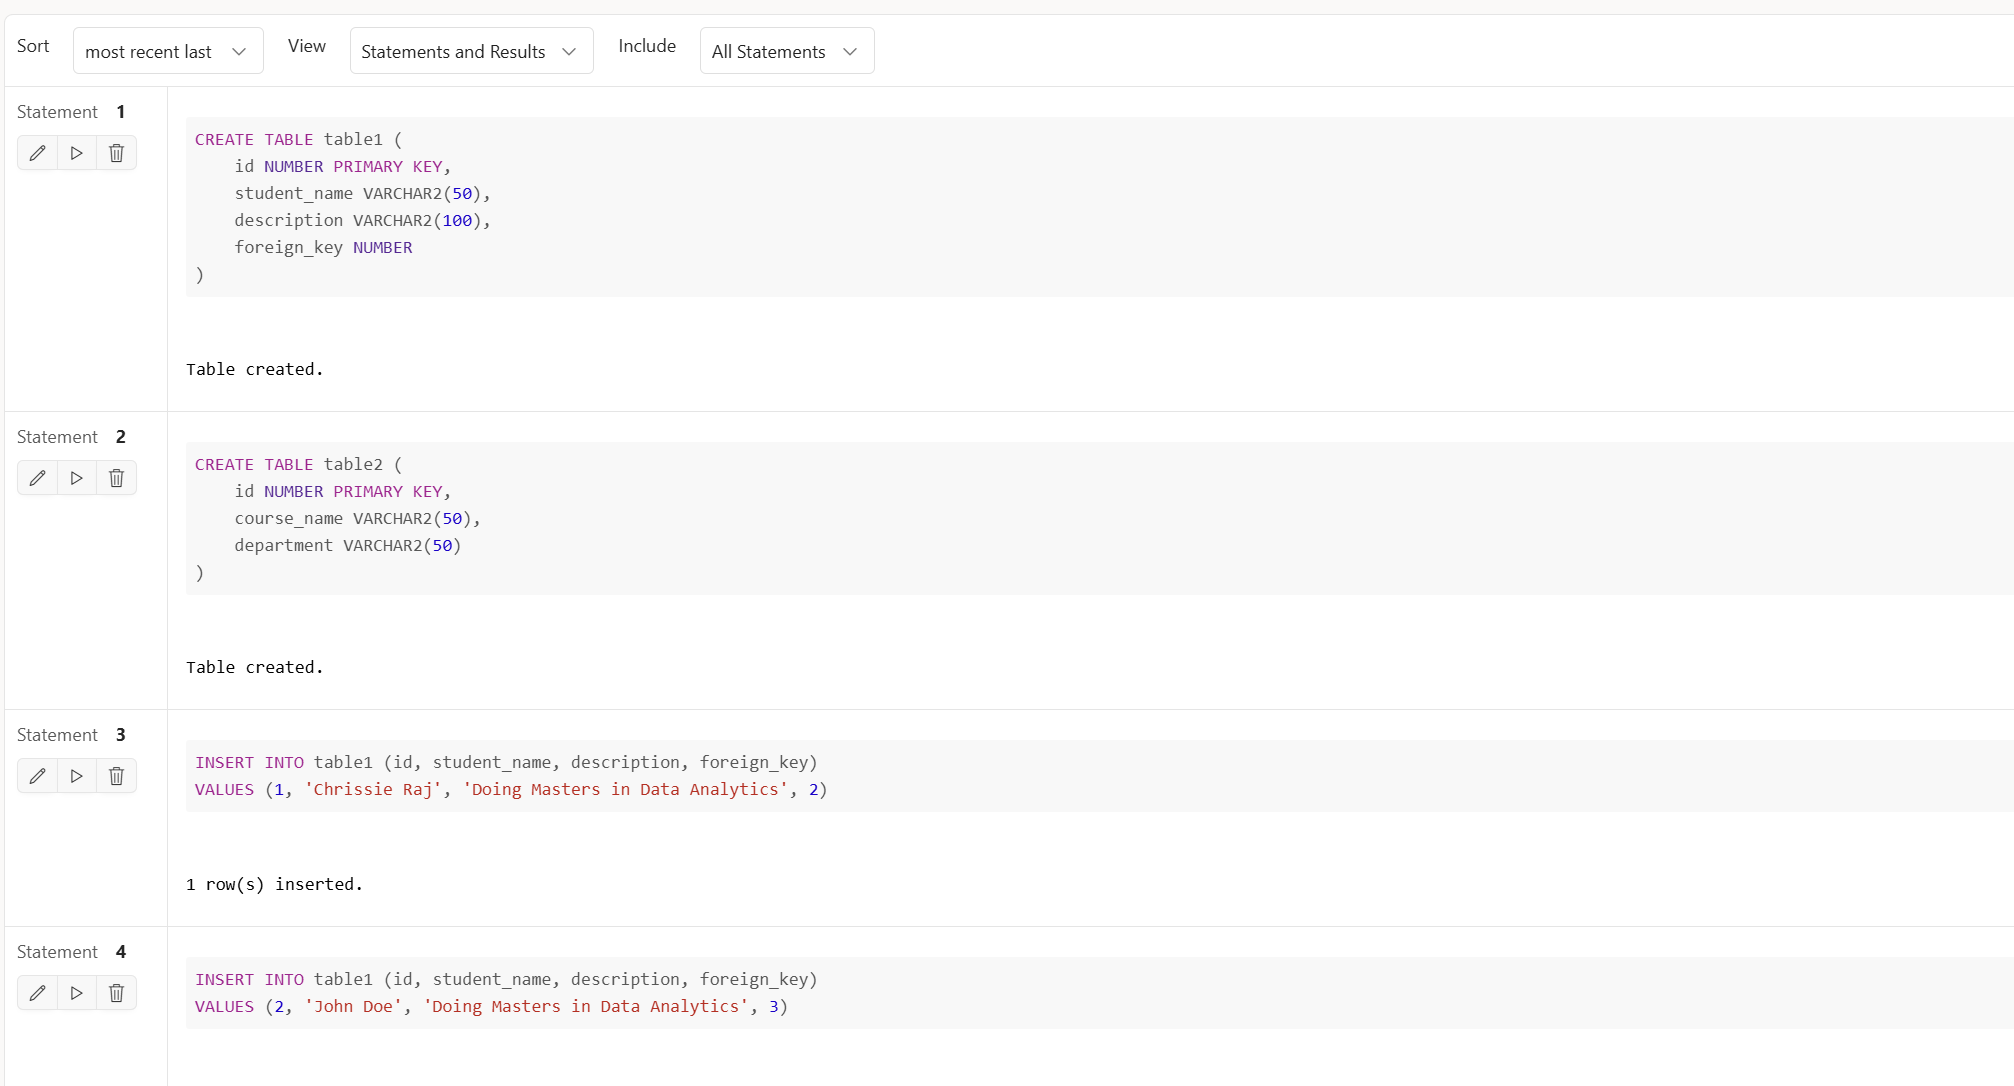 Sort most recent last View Statements and Results Include All Statements
Statement 1
CREATE TABLE table1 (
    id NUMBER PRIMARY KEY,
    student_name VARCHAR2(50),
    description VARCHAR2(100),
    foreign_key NUMBER
)
Table created.
Statement 2
CREATE TABLE table2 (
    id NUMBER PRIMARY KEY,
    course_name VARCHAR2(50),
    department VARCHAR2(50)
)
Table created.
Statement 3
INSERT INTO table1 (id, student_name, description, foreign_key)
VALUES (1, 'Chrissie Raj', 'Doing Masters in Data Analytics', 2)
1 row(s) inserted.
Statement 4
INSERT INTO table1 (id, student_name, description, foreign_key)
VALUES (2, 'John Doe', 'Doing Masters in Data Analytics', 3)